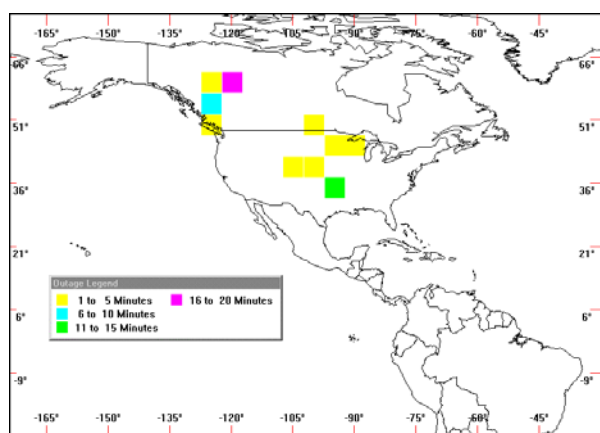 -165° -150° -135° -120° -105° -90° -75° -60° -45°
66° 66°
51° 51°
36° 36°
21° 21°
Outage Legend
1 to 5 Minutes 16 to 20 Minutes
6 to 10 Minutes
11 to 15 Minutes
6° 6°
-9° -9°
-165° -150° -135° -120° -105° -90° -75° -60° -45°